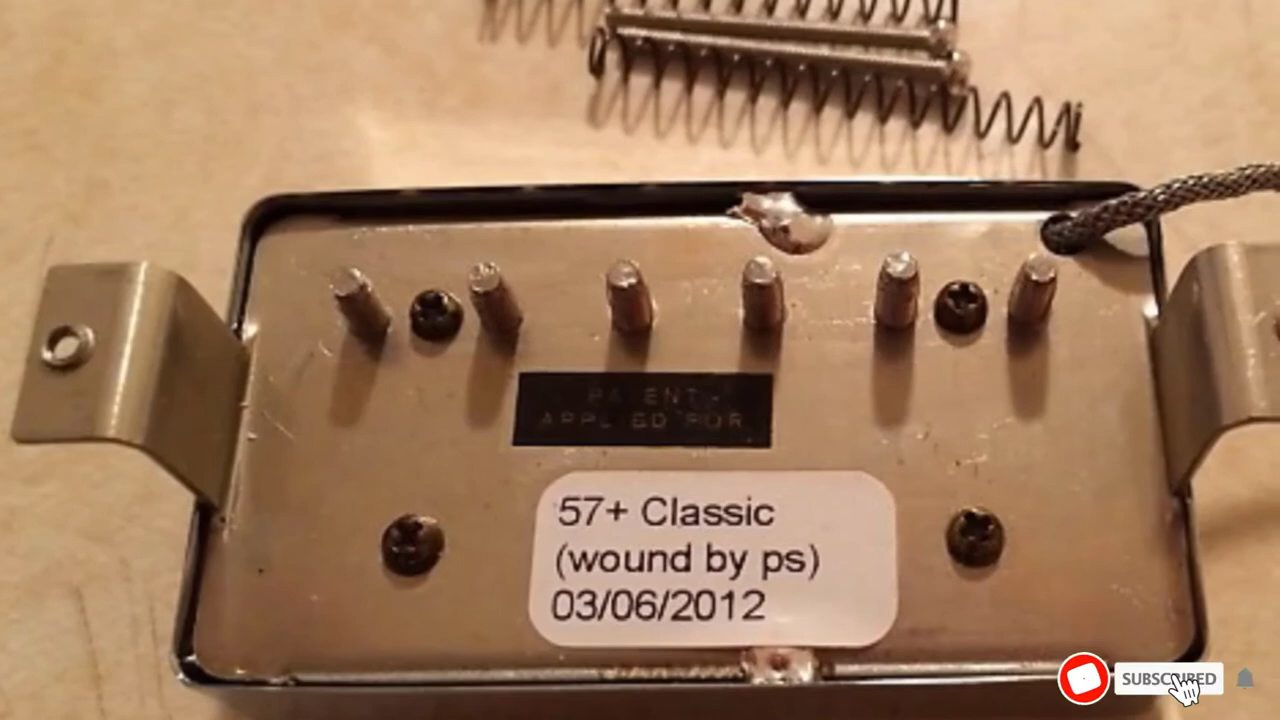 PATENT
APPLIED FOR
57+ Classic
(wound by ps)
03/06/2012
SUBSCRIBED